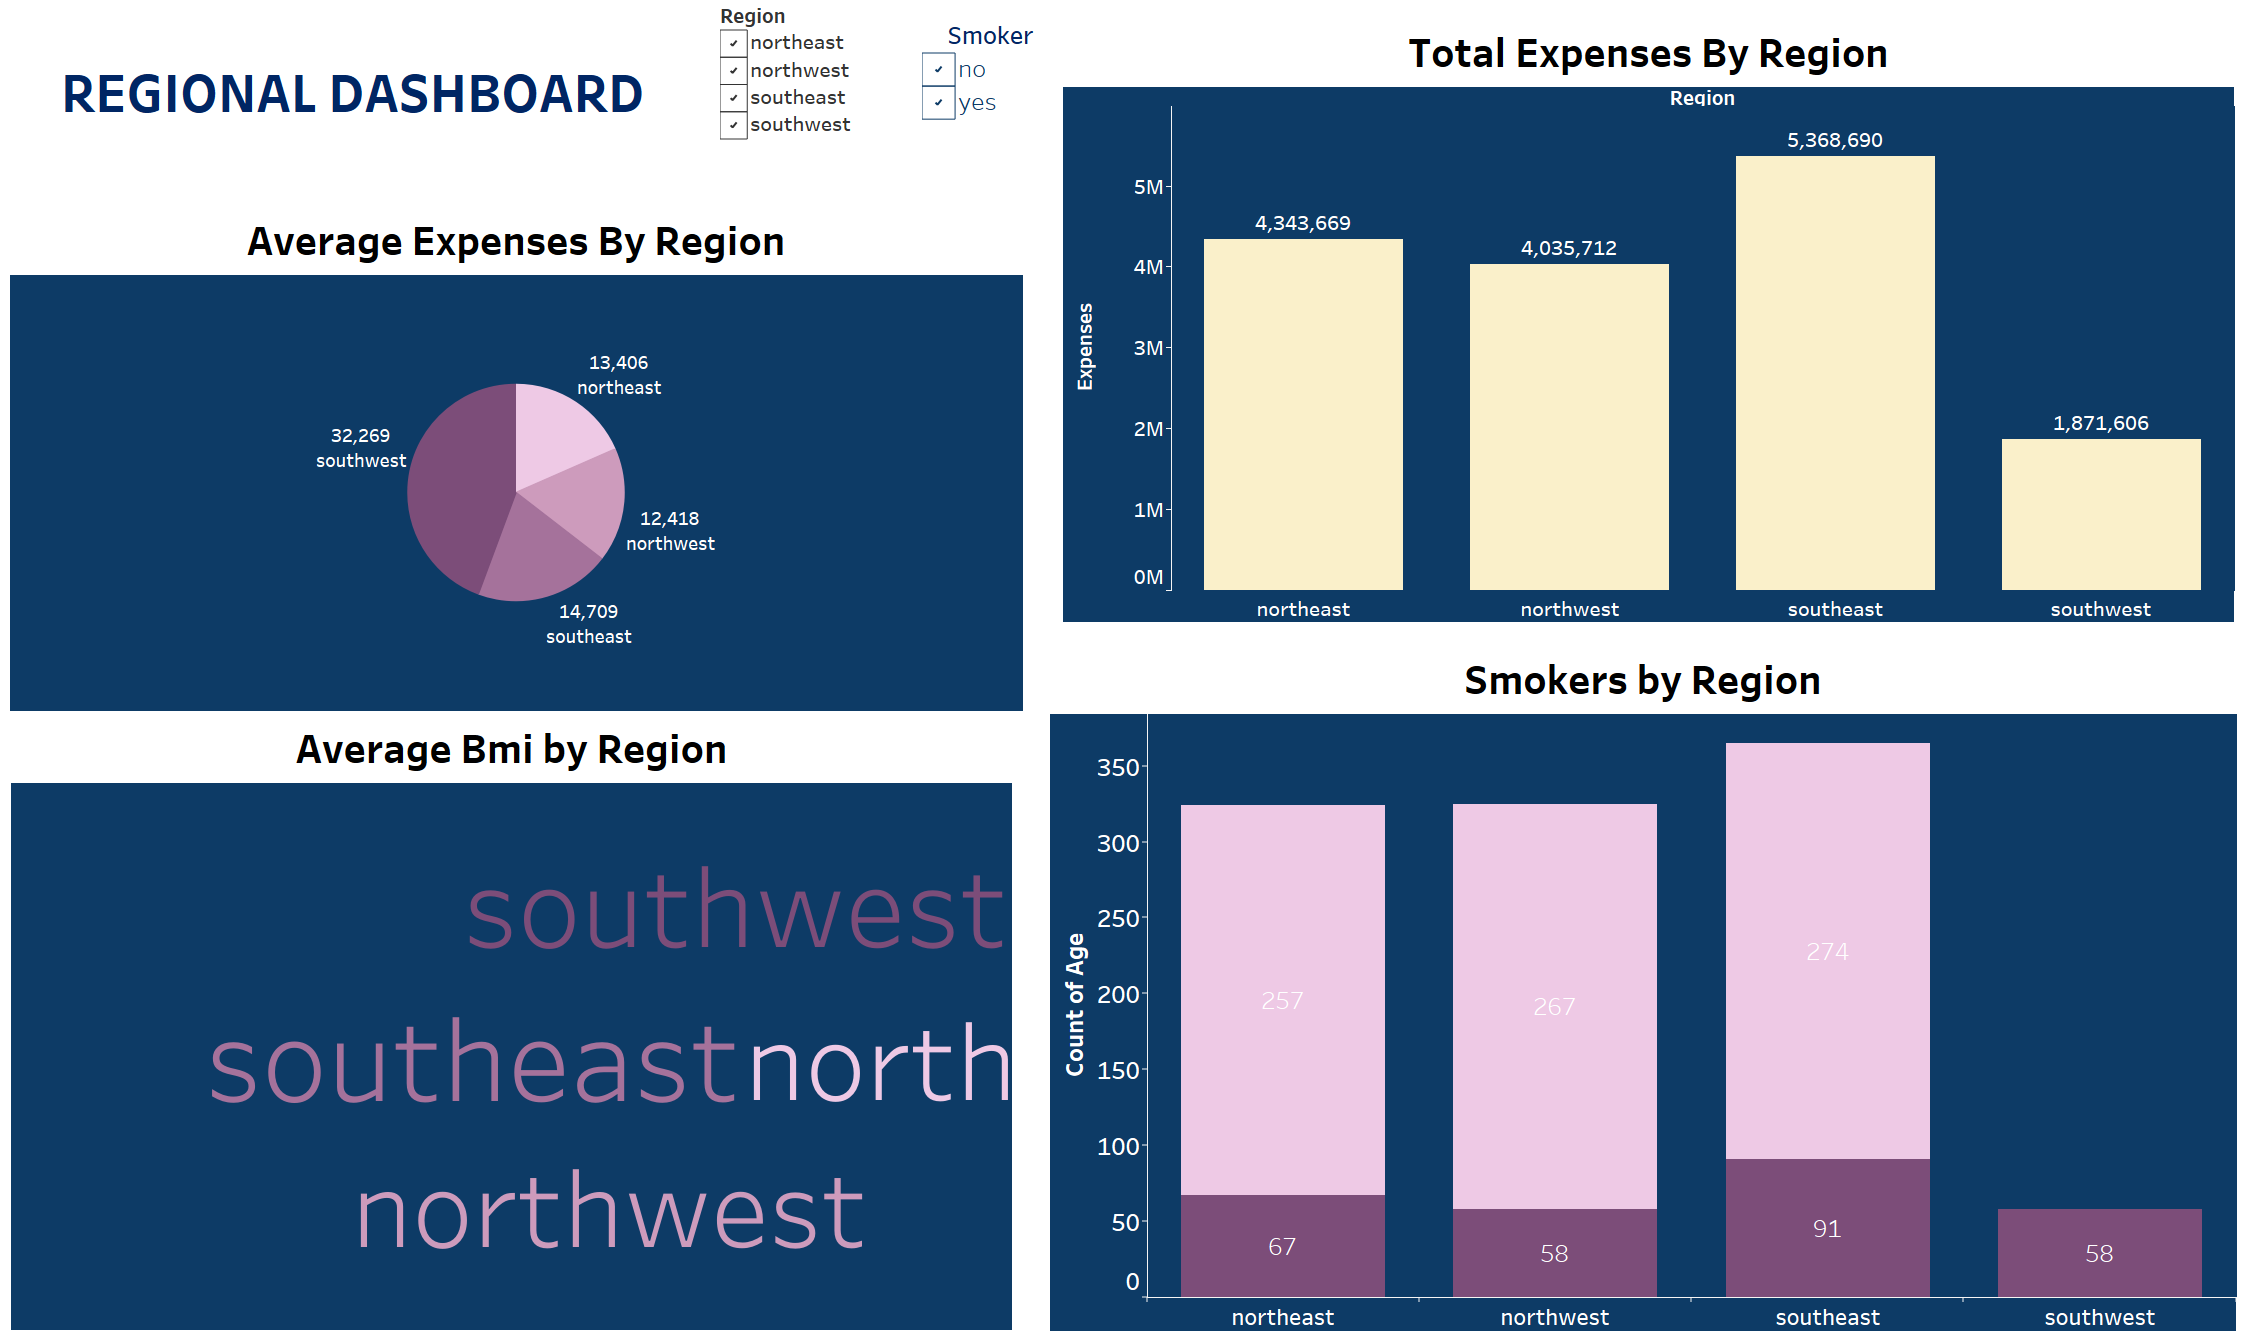 REGIONAL DASHBOARD
Region
northeast
northwest
southeast
southwest
Smoker
no
yes
Average Expenses By Region
13,406
northeast
32,269
southwest
12,418
northwest
14,709
southeast
Average Bmi by Region
southwest
southeast north
northwest
Total Expenses By Region
Region
Expenses
5M
4M
3M
2M
1M
0M
4,343,669
4,035,712
5,368,690
1,871,606
northeast northwest southeast southwest
Smokers by Region
Count of Age
350
300
250
200
150
100
50
0
257 267 274
67 58 91 58
northeast northwest southeast southwest